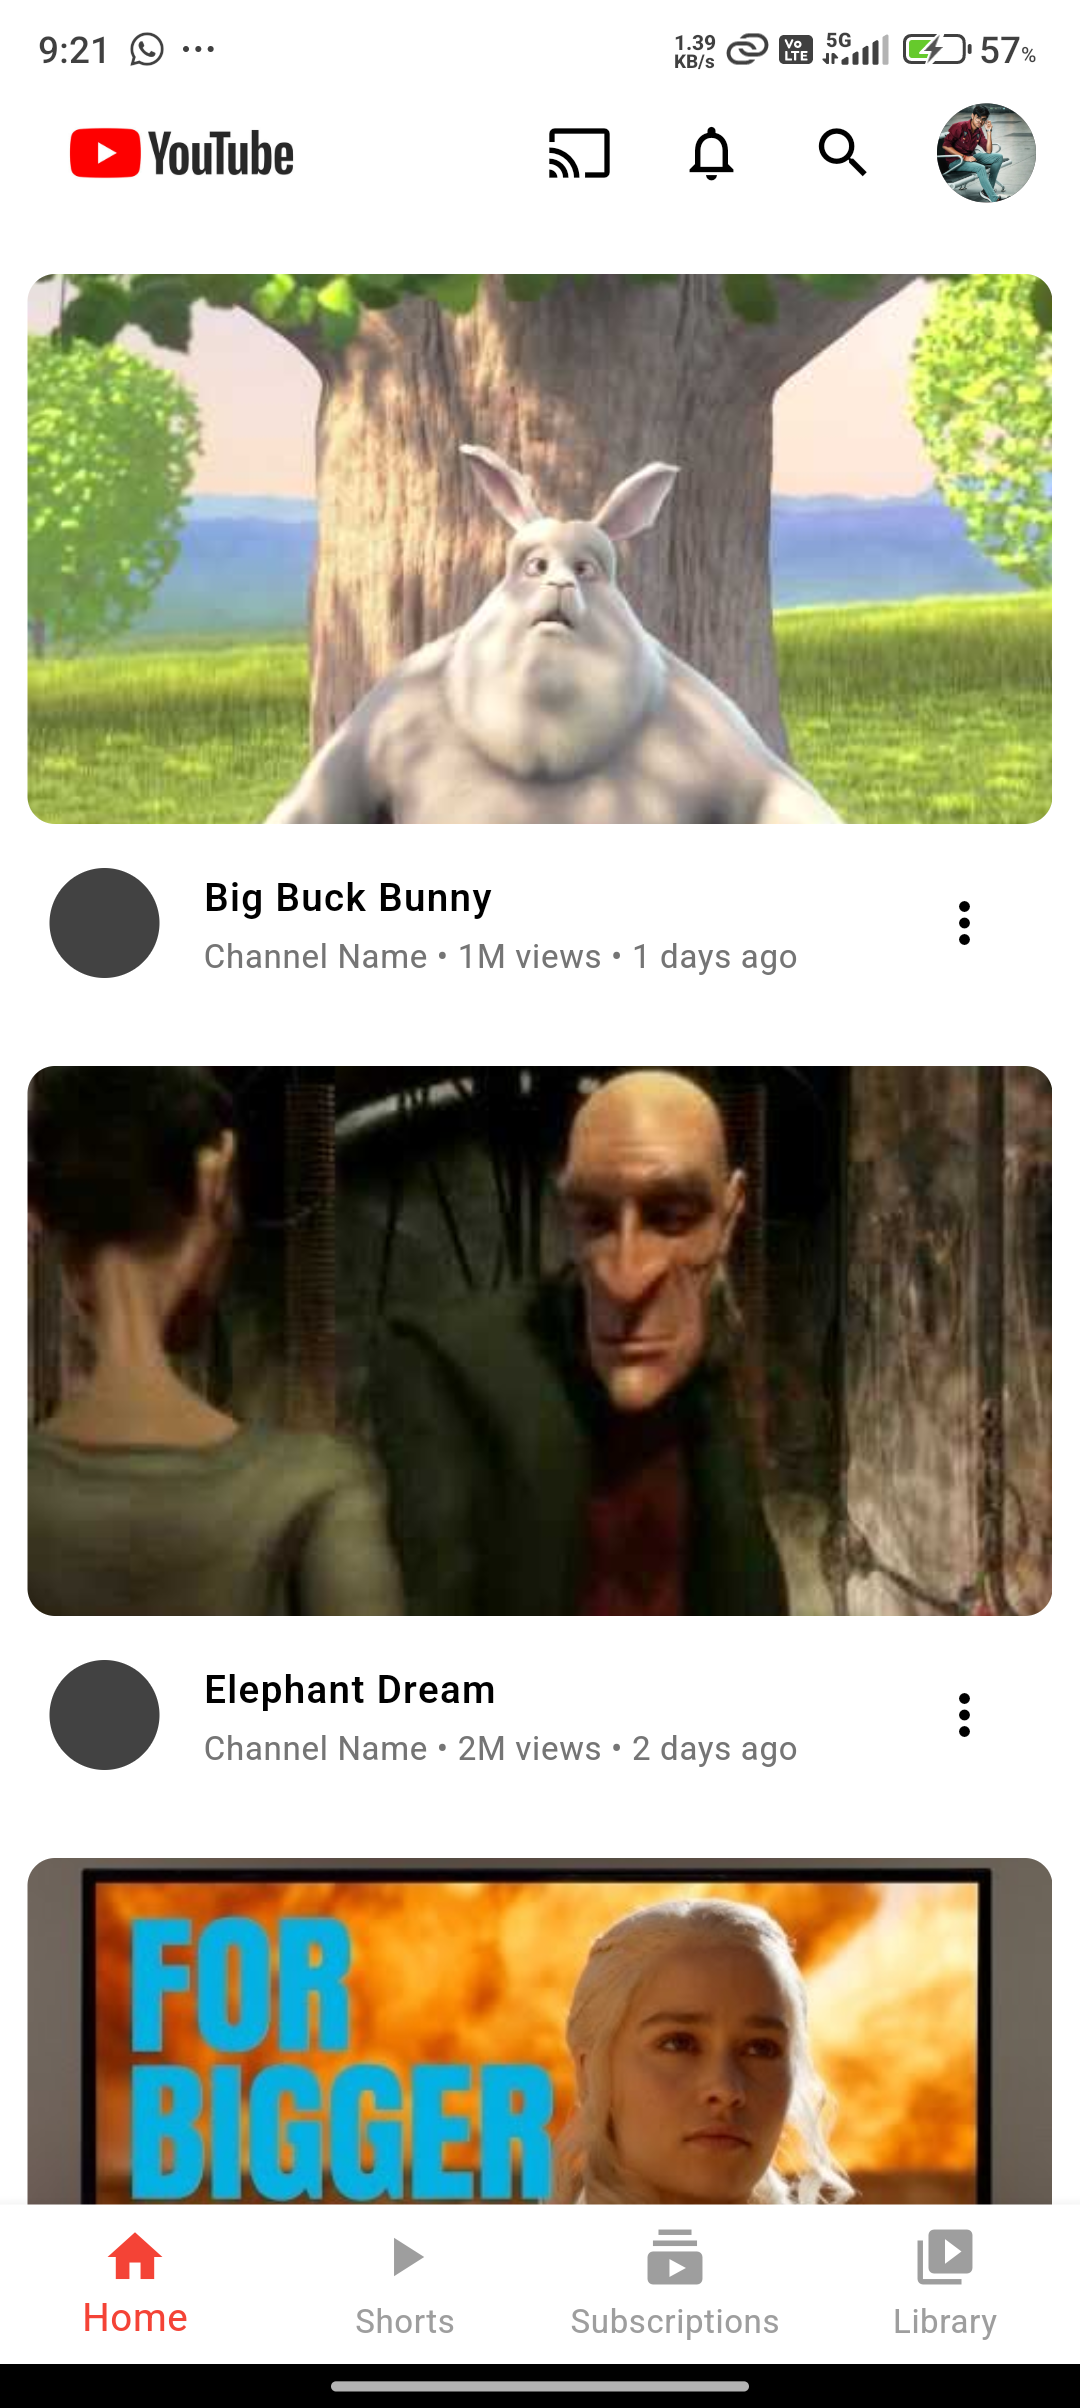 9:21 ... 1.39 KB/s Vo LTE 5G 57%
YouTube
Big Buck Bunny
Channel Name • 1M views • 1 days ago
Elephant Dream
Channel Name • 2M views • 2 days ago
FOR
BIGGER
Home Shorts Subscriptions Library